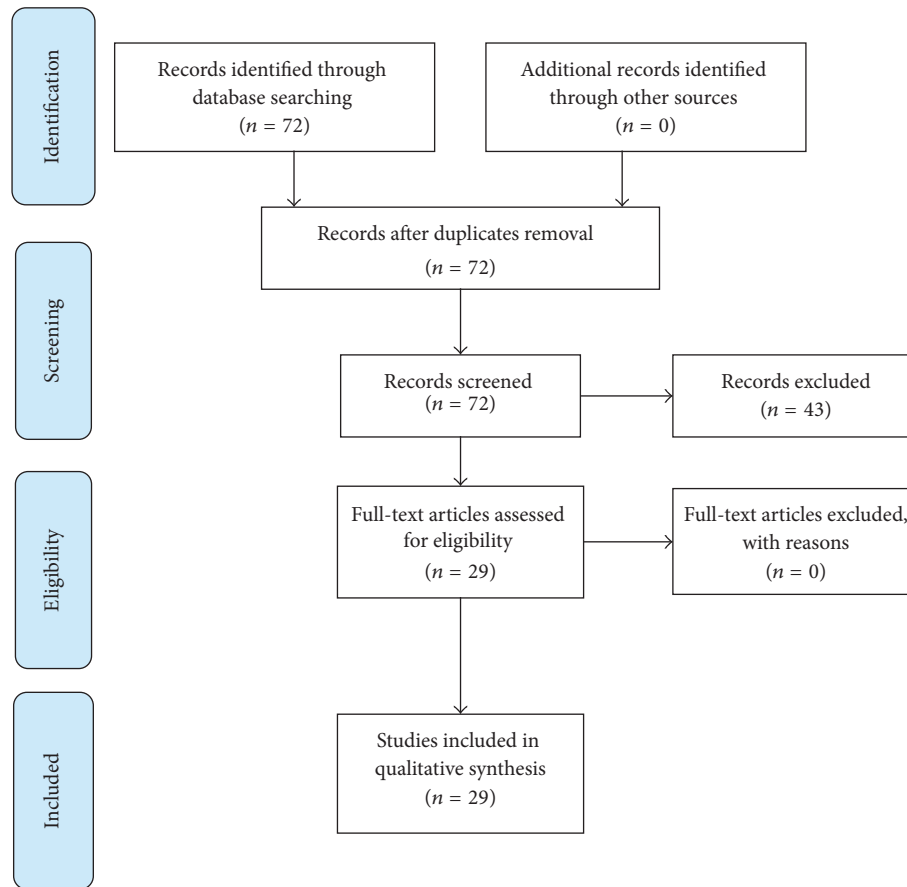 Identification
Records identified through
database searching
(n = 72)
Additional records identified
through other sources
(n = 0)
Records after duplicates removal
(n = 72)
Screening
Records screened
(n = 72)
Records excluded
(n = 43)
Eligibility
Full-text articles assessed
for eligibility
(n = 29)
Full-text articles excluded,
with reasons
(n = 0)
Included
Studies included in
qualitative synthesis
(n = 29)